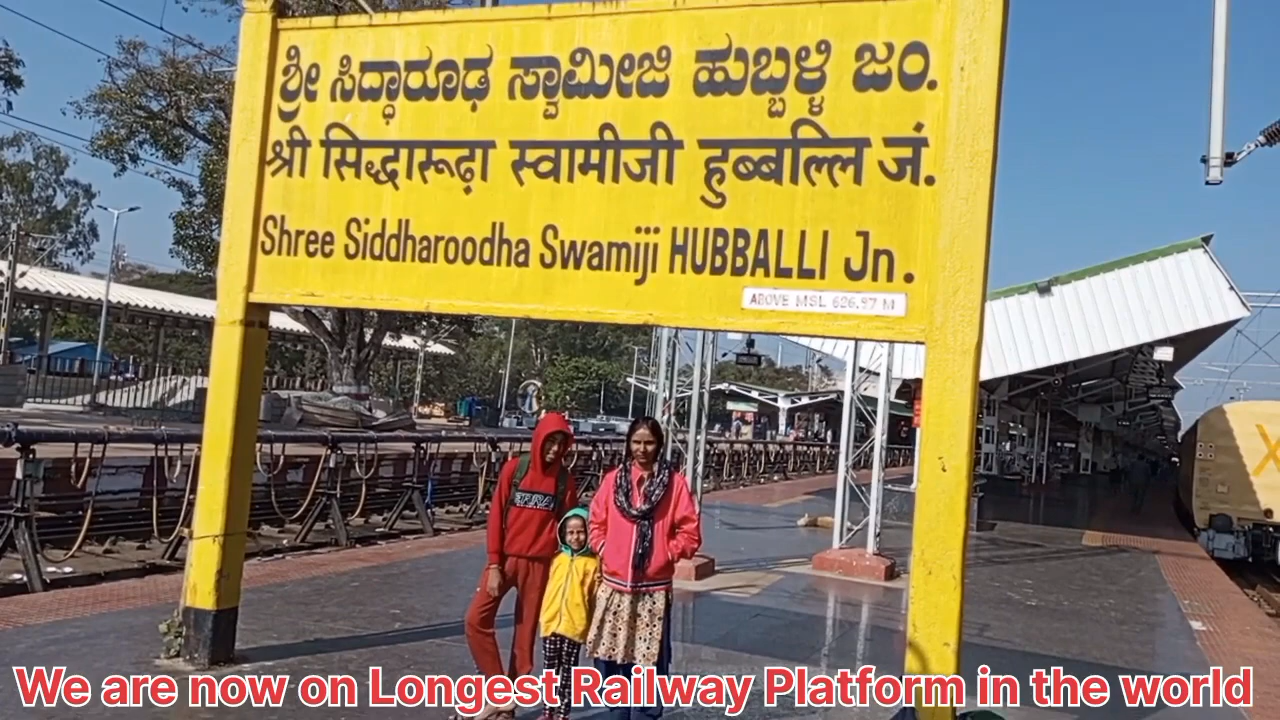 ಶ್ರೀ ಸಿದ್ಧಾರೂಢ ಸ್ವಾಮೀಜಿ ಹುಬ್ಬಳ್ಳಿ ಜಂ.
श्री सिद्धारूढ़ा स्वामीजी हुब्बल्लि जं.
Shree Siddharoodha Swamiji HUBBALLI Jn.
ABOVE MSL 626.97 M
We are now on Longest Railway Platform in the world